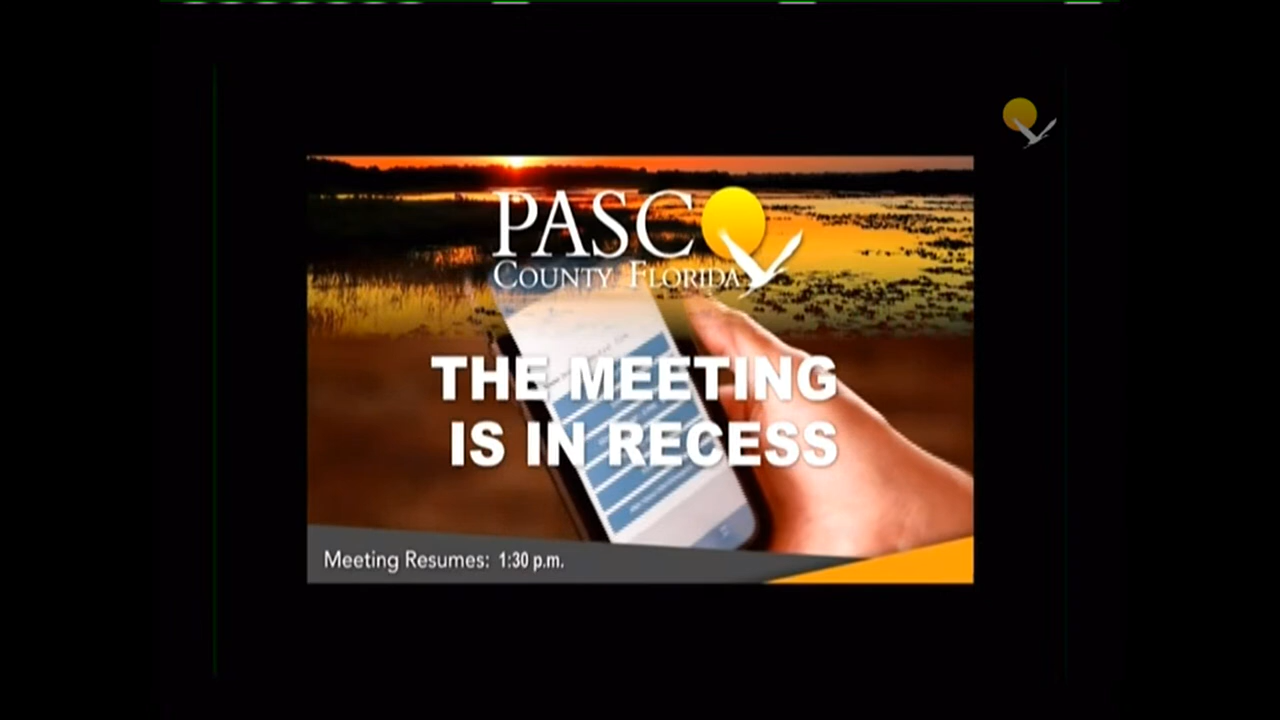 PASCO
COUNTY, FLORIDA
THE MEETING
IS IN RECESS
Meeting Resumes: 1:30 p.m.